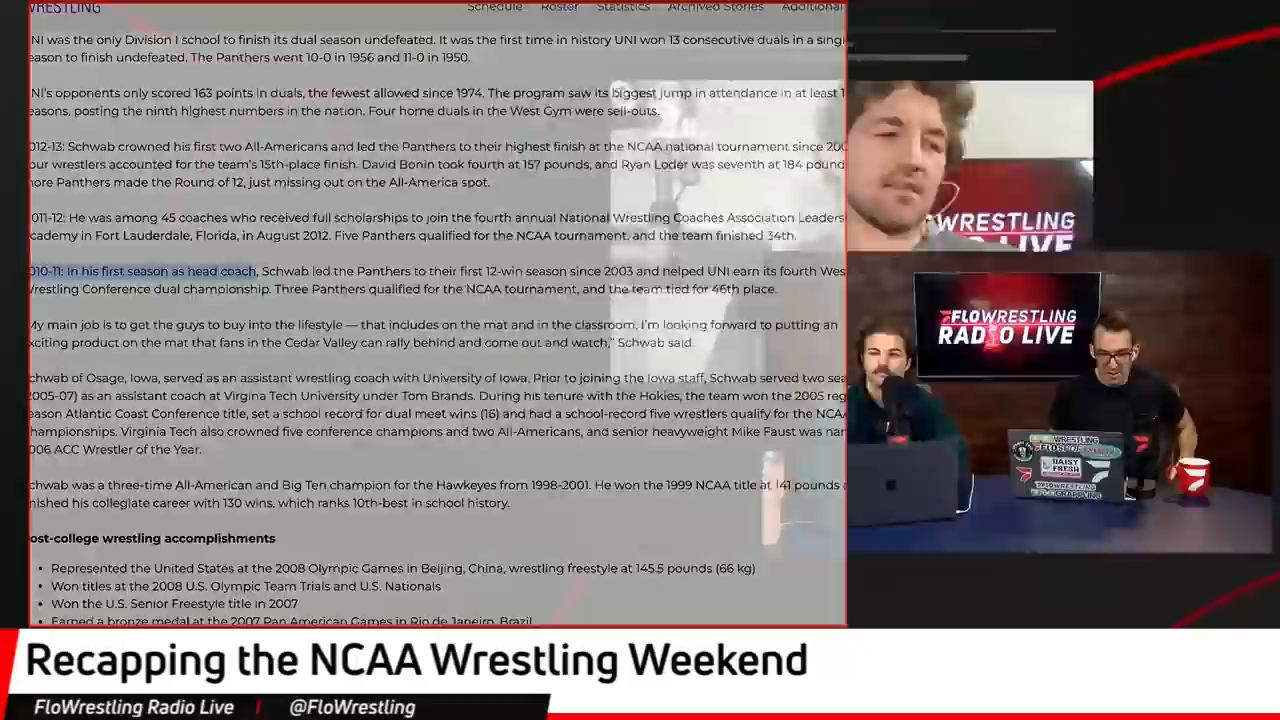 WRESTLING
Schedule Roster Statistics Archived Stories Additional
NI was the only Division I school to finish its dual season undefeated. It was the first time in history UNI won 13 consecutive duals in a singl
eason to finish undefeated. The Panthers went 10-0 in 1956 and 11-0 in 1950.
NI's opponents only scored 163 points in duals, the fewest allowed since 1974. The program saw its biggest jump in attendance in at least 1
easons, posting the ninth highest numbers in the nation. Four home duals in the West Gym were sell-outs.
012-13: Schwab crowned his first two All-Americans and led the Panthers to their highest finish at the NCAA national tournament since 200
our wrestlers accounted for the team's 15th-place finish. David Bonin took fourth at 157 pounds, and Ryan Loder was seventh at 184 pound
ore Panthers made the Round of 12, just missing out on the All-America spot.
011-12: He was among 45 coaches who received full scholarships to join the fourth annual National Wrestling Coaches Association Leaders
cademy in Fort Lauderdale, Florida, in August 2012. Five Panthers qualified for the NCAA tournament, and the team finished 34th.
010-11: In his first season as head coach, Schwab led the Panthers to their first 12-win season since 2003 and helped UNI earn its fourth Wes
Wrestling Conference dual championship. Three Panthers qualified for the NCAA tournament, and the team tied for 46th place.
My main job is to get the guys to buy into the lifestyle — that includes on the mat and in the classroom. I'm looking forward to putting an
xciting product on the mat that fans in the Cedar Valley can rally behind and come out and watch," Schwab said.
chwab of Osage, Iowa, served as an assistant wrestling coach with University of Iowa. Prior to joining the Iowa staff, Schwab served two sea
2005-07) as an assistant coach at Virgina Tech University under Tom Brands. During his tenure with the Hokies, the team won the 2005 reg
eason Atlantic Coast Conference title, set a school record for dual meet wins (16) and had a school-record five wrestlers qualify for the NCAA
hampionships. Virginia Tech also crowned five conference champions and two All-Americans, and senior heavyweight Mike Faust was nam
006 ACC Wrestler of the Year.
chwab was a three-time All-American and Big Ten champion for the Hawkeyes from 1998-2001. He won the 1999 NCAA title at 141 pounds a
nished his collegiate career with 130 wins, which ranks 10th-best in school history.
ost-college wrestling accomplishments
• Represented the United States at the 2008 Olympic Games in Beijing, China, wrestling freestyle at 145.5 pounds (66 kg)
• Won titles at the 2008 U.S. Olympic Team Trials and U.S. Nationals
• Won the U.S. Senior Freestyle title in 2007
• Earned a bronze medal at the 2007 Pan American Games in Rio de Janeiro, Brazil
WRESTLING
LIVE
FLOWRESTLING
RADIO LIVE
DAISY
FRESH
Recapping the NCAA Wrestling Weekend
FloWrestling Radio Live | @FloWrestling